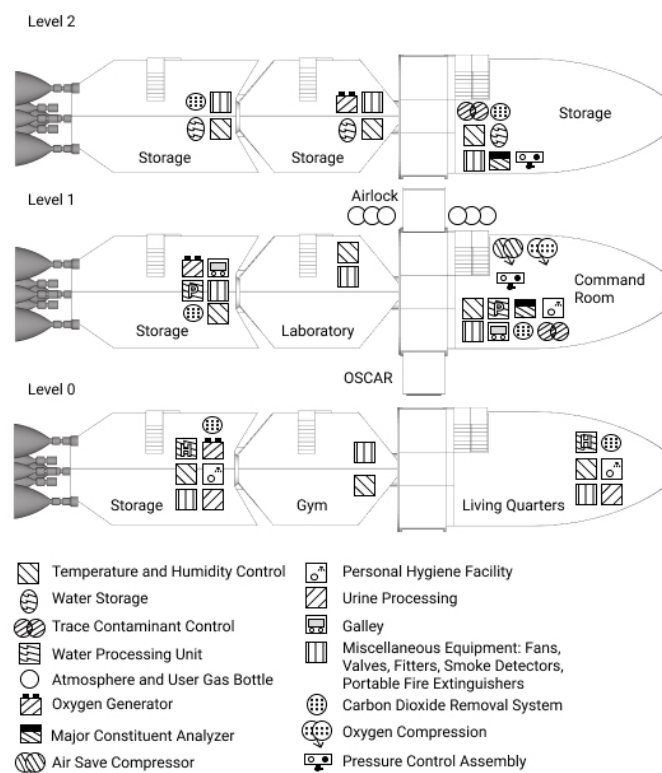 Level 2
Storage
Storage
Storage
Level 1
Airlock
Command
Room
Storage
Laboratory
OSCAR
Level 0
Storage
Gym
Living Quarters
Temperature and Humidity Control
Water Storage
Trace Contaminant Control
Water Processing Unit
Atmosphere and User Gas Bottle
Oxygen Generator
Major Constituent Analyzer
Air Save Compressor
Personal Hygiene Facility
Urine Processing
Galley
Miscellaneous Equipment: Fans,
Valves, Fitters, Smoke Detectors,
Portable Fire Extinguishers
Carbon Dioxide Removal System
Oxygen Compression
Pressure Control Assembly